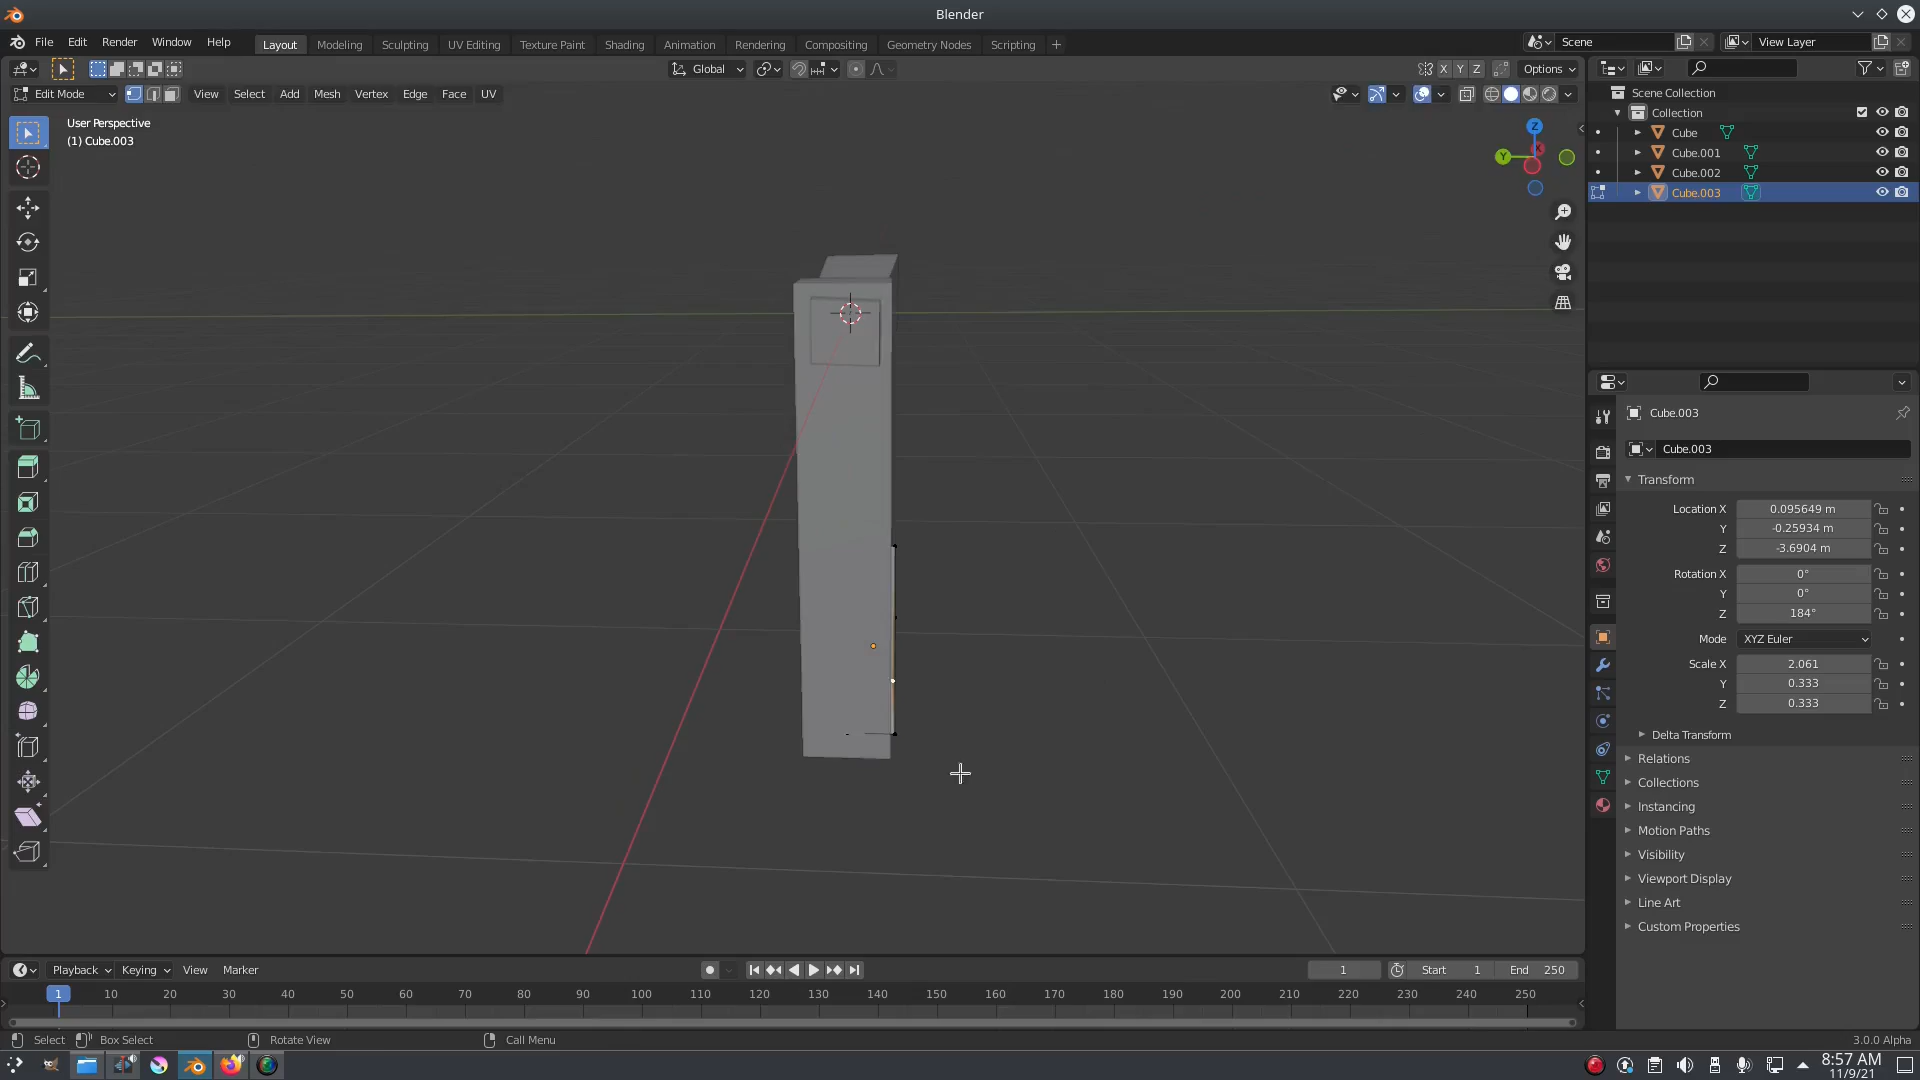 Blender
File Edit Render Window Help Layout Modeling Sculpting UV Editing Texture Paint Shading Animation Rendering Compositing Geometry Nodes Scripting + Scene View Layer
Global X Y Z Options
Edit Mode View Select Add Mesh Vertex Edge Face UV
User Perspective
(1) Cube.003
Z
Y
X
Scene Collection
Collection
Cube
Cube.001
Cube.002
Cube.003
Cube.003
Cube.003
Transform
Location X 0.095649 m
Y -0.25934 m
Z -3.6904 m
Rotation X 0°
Y 0°
Z 184°
Mode XYZ Euler
Scale X 2.061
Y 0.333
Z 0.333
Delta Transform
Relations
Collections
Instancing
Motion Paths
Visibility
Viewport Display
Line Art
Custom Properties
Playback Keying View Marker 1 Start 1 End 250
1 10 20 30 40 50 60 70 80 90 100 110 120 130 140 150 160 170 180 190 200 210 220 230 240 250
Select Box Select Rotate View Call Menu 3.0.0 Alpha
8:57 AM
11/9/21